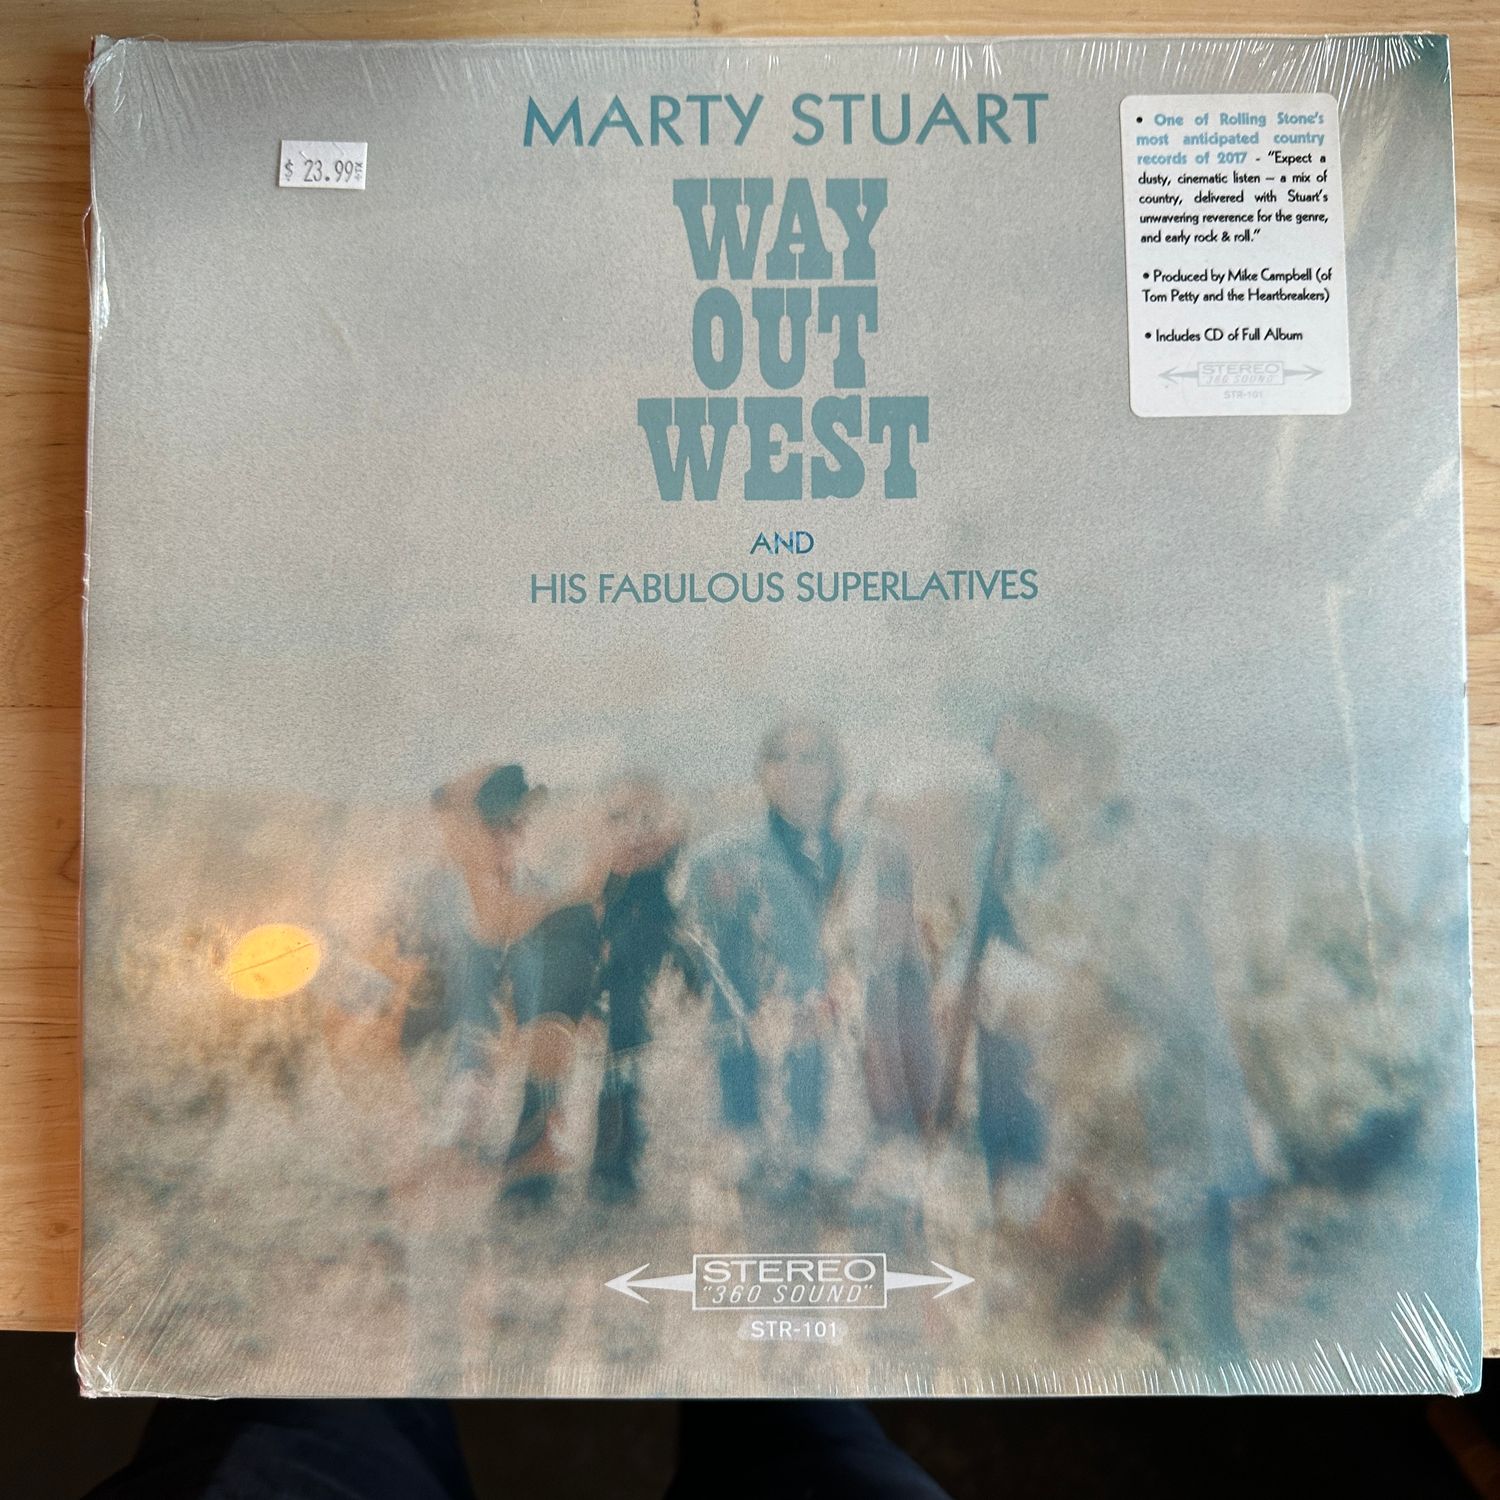 MARTY STUART
$ 23.99
WAY
OUT
WEST
AND
HIS FABULOUS SUPERLATIVES
• One of Rolling Stone's
most anticipated country
records of 2017 - "Expect a
dusty, cinematic listen – a mix of
country, delivered with Stuart's
unwavering reverence for the genre,
and early rock & roll."
• Produced by Mike Campbell (of
Tom Petty and the Heartbreakers)
• Includes CD of Full Album
STEREO
360 SOUND
STR-101
STEREO
"360 SOUND"
STR-101